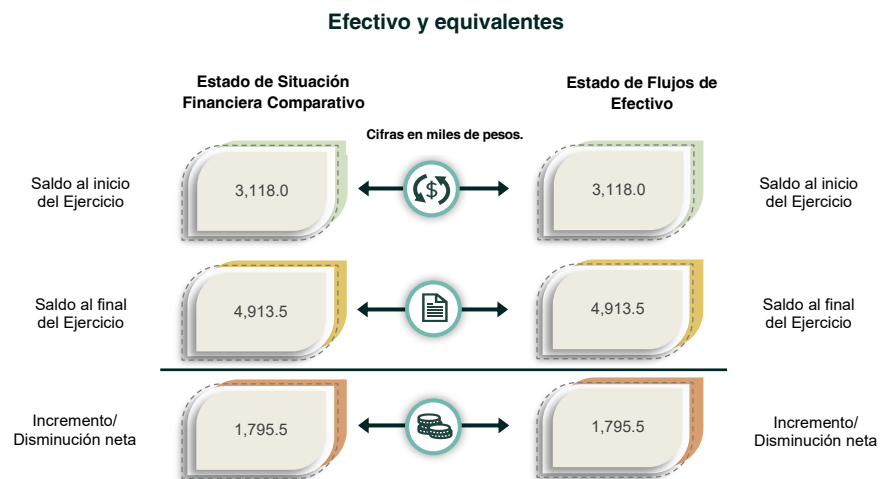 Efectivo y equivalentes
Estado de Situación
Financiera Comparativo
Estado de Flujos de
Efectivo
Cifras en miles de pesos.
Saldo al inicio
del Ejercicio
3,118.0
$
3,118.0
Saldo al inicio
del Ejercicio
Saldo al final
del Ejercicio
4,913.5
4,913.5
Saldo al final
del Ejercicio
Incremento/
Disminución neta
1,795.5
1,795.5
Incremento/
Disminución neta